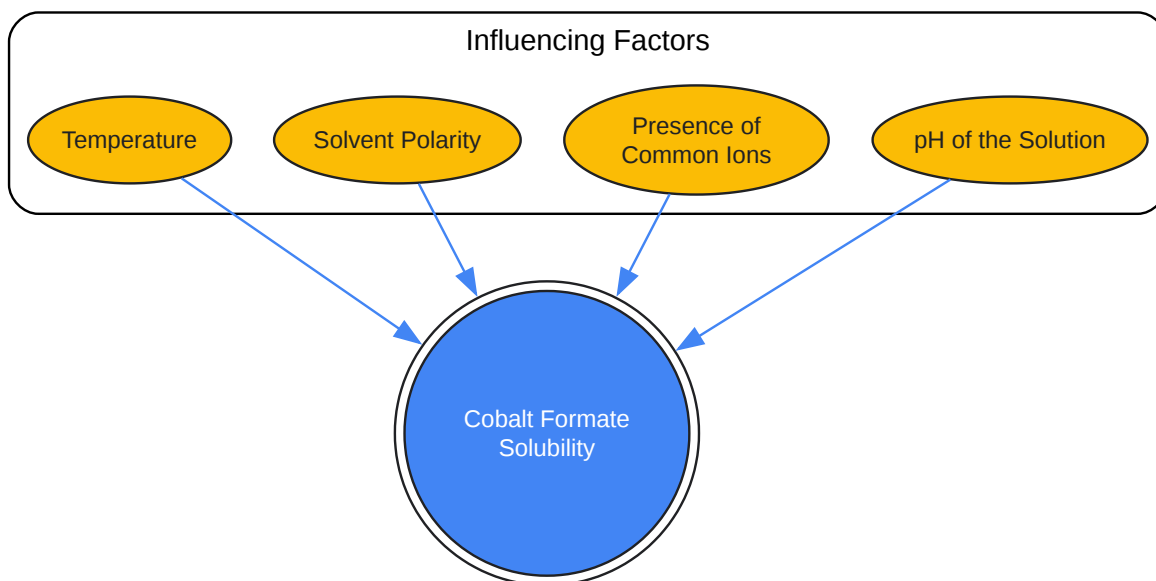 Influencing Factors
Temperature
Solvent Polarity
Presence of
Common Ions
pH of the Solution
Cobalt Formate
Solubility